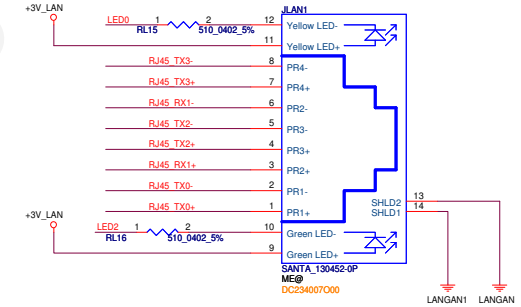 +3V_LAN
JLAN1
LED0 1 2 12 Yellow LED-
RL15 510_0402_5%
11 Yellow LED+
RJ45_TX3- 8 PR4-
RJ45_TX3+ 7 PR4+
RJ45_RX1- 6 PR2-
RJ45_TX2- 5 PR3-
RJ45_TX2+ 4 PR3+
RJ45_RX1+ 3 PR2+
RJ45_TX0- 2 PR1-
RJ45_TX0+ 1 PR1+
SHLD2 13
SHLD1 14
+3V_LAN
LED2 1 2 10 Green LED-
RL16 510_0402_5%
9 Green LED+
SANTA_130452-0P
ME@
DC234007O00
LANGAN1 LANGAN